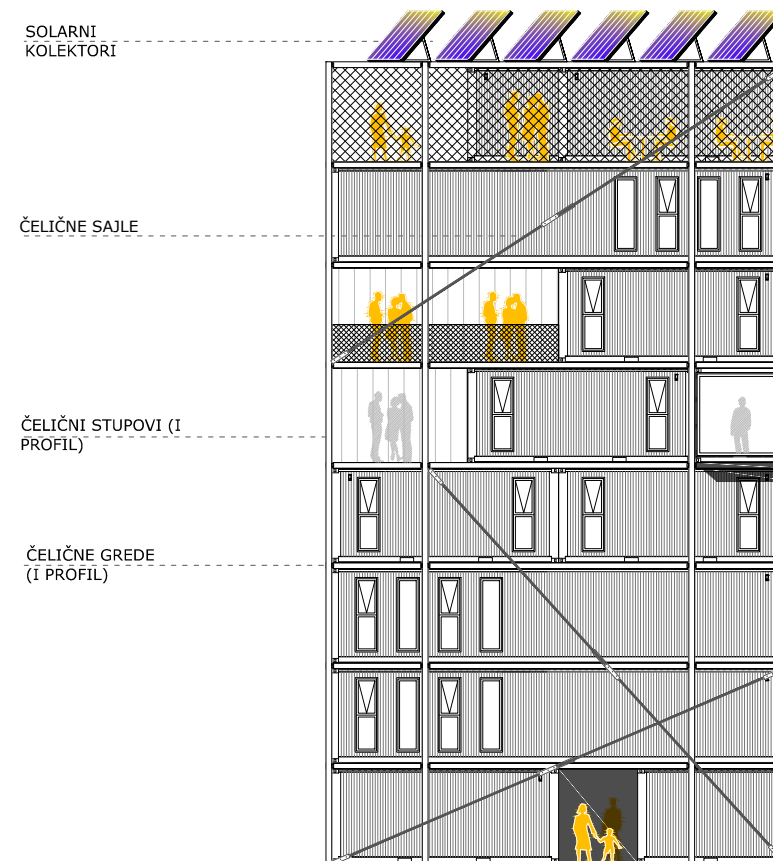 SOLARNI
KOLEKTORI
ČELIČNE SAJLE
ČELIČNI STUPOVI (I
PROFIL)
ČELIČNE GREDE
(I PROFIL)